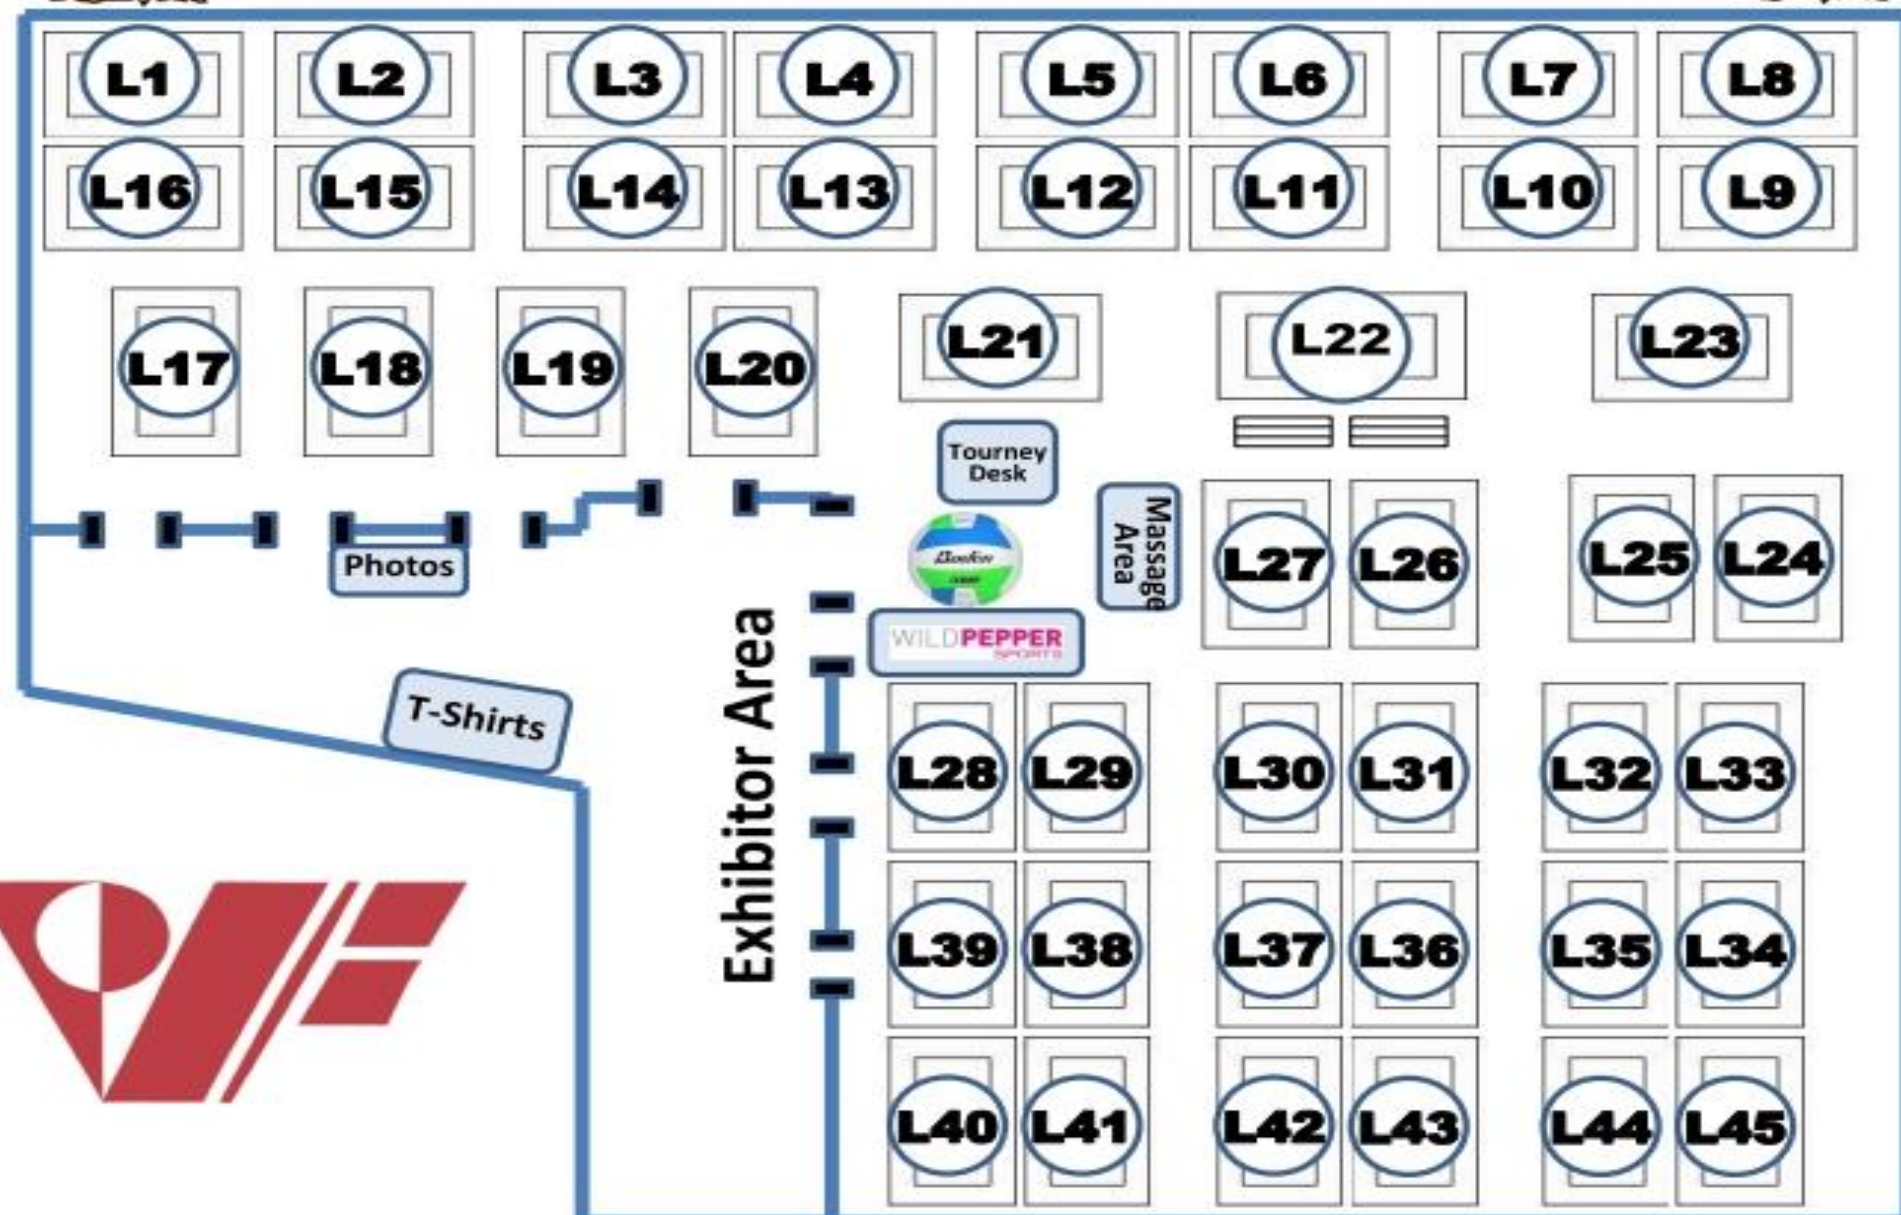 L1 L2 L3 L4 L5 L6 L7 L8
L16 L15 L14 L13 L12 L11 L10 L9
L17 L18 L19 L20 L21 L22 L23
Tourney
Desk
Massage
Area
Baden
Photos
L27 L26 L25 L24
WILDPEPPER
SPORTS
Exhibitor Area
T-Shirts
L28 L29 L30 L31 L32 L33
L39 L38 L37 L36 L35 L34
L40 L41 L42 L43 L44 L45